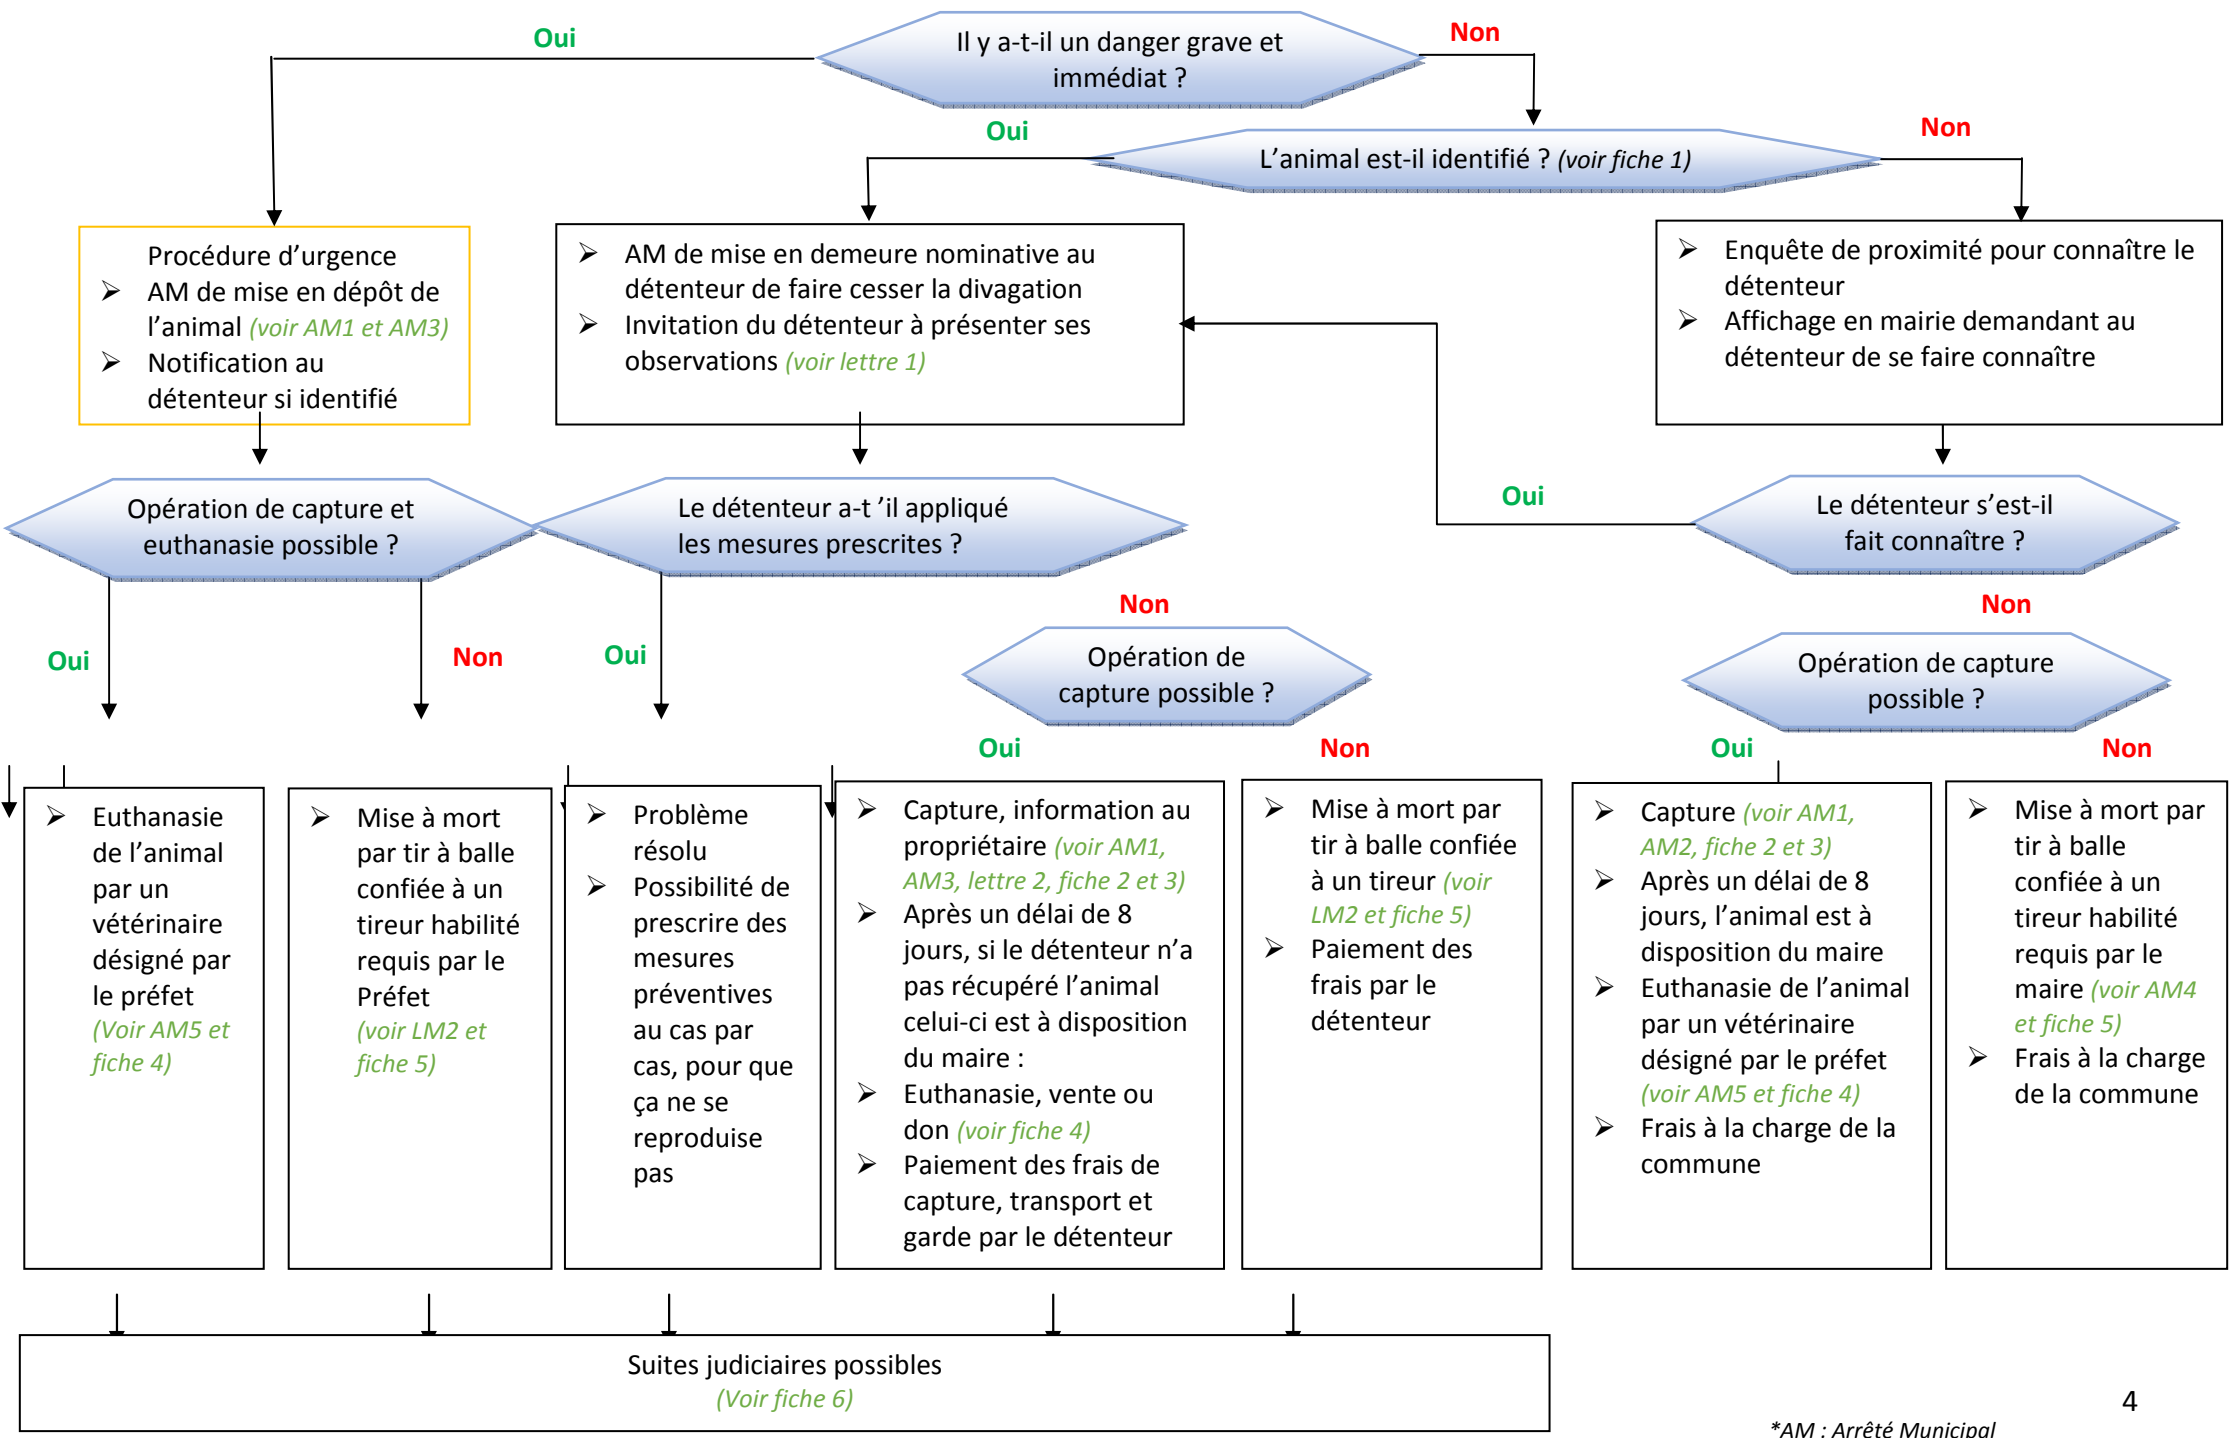 Oui
Il y a-t-il un danger grave et
immédiat ?
Non
Oui
L’animal est-il identifié ? (voir fiche 1)
Non
Procédure d’urgence
➢ AM de mise en dépôt de
l’animal (voir AM1 et AM3)
➢ Notification au
détenteur si identifié
➢ AM de mise en demeure nominative au
détenteur de faire cesser la divagation
➢ Invitation du détenteur à présenter ses
observations (voir lettre 1)
➢ Enquête de proximité pour connaître le
détenteur
➢ Affichage en mairie demandant au
détenteur de se faire connaître
Opération de capture et
euthanasie possible ?
Le détenteur a-t ’il appliqué
les mesures prescrites ?
Oui
Le détenteur s’est-il
fait connaître ?
Oui
Non
Oui
Non
Opération de
capture possible ?
Non
Opération de capture
possible ?
Oui
Non
Oui
Non
➢ Euthanasie
de l’animal
par un
vétérinaire
désigné par
le préfet
(Voir AM5 et
fiche 4)
➢ Mise à mort
par tir à balle
confiée à un
tireur habilité
requis par le
Préfet
(voir LM2 et
fiche 5)
➢ Problème
résolu
➢ Possibilité de
prescrire des
mesures
préventives
au cas par
cas, pour que
ça ne se
reproduise
pas
➢ Capture, information au
propriétaire (voir AM1,
AM3, lettre 2, fiche 2 et 3)
➢ Après un délai de 8
jours, si le détenteur n’a
pas récupéré l’animal
celui-ci est à disposition
du maire :
➢ Euthanasie, vente ou
don (voir fiche 4)
➢ Paiement des frais de
capture, transport et
garde par le détenteur
➢ Mise à mort par
tir à balle confiée
à un tireur (voir
LM2 et fiche 5)
➢ Paiement des
frais par le
détenteur
➢ Capture (voir AM1,
AM2, fiche 2 et 3)
➢ Après un délai de 8
jours, l’animal est à
disposition du maire
➢ Euthanasie de l’animal
par un vétérinaire
désigné par le préfet
(voir AM5 et fiche 4)
➢ Frais à la charge de la
commune
➢ Mise à mort par
tir à balle
confiée à un
tireur habilité
requis par le
maire (voir AM4
et fiche 5)
➢ Frais à la charge
de la commune
Suites judiciaires possibles
(Voir fiche 6)
4
*AM : Arrêté Municipal